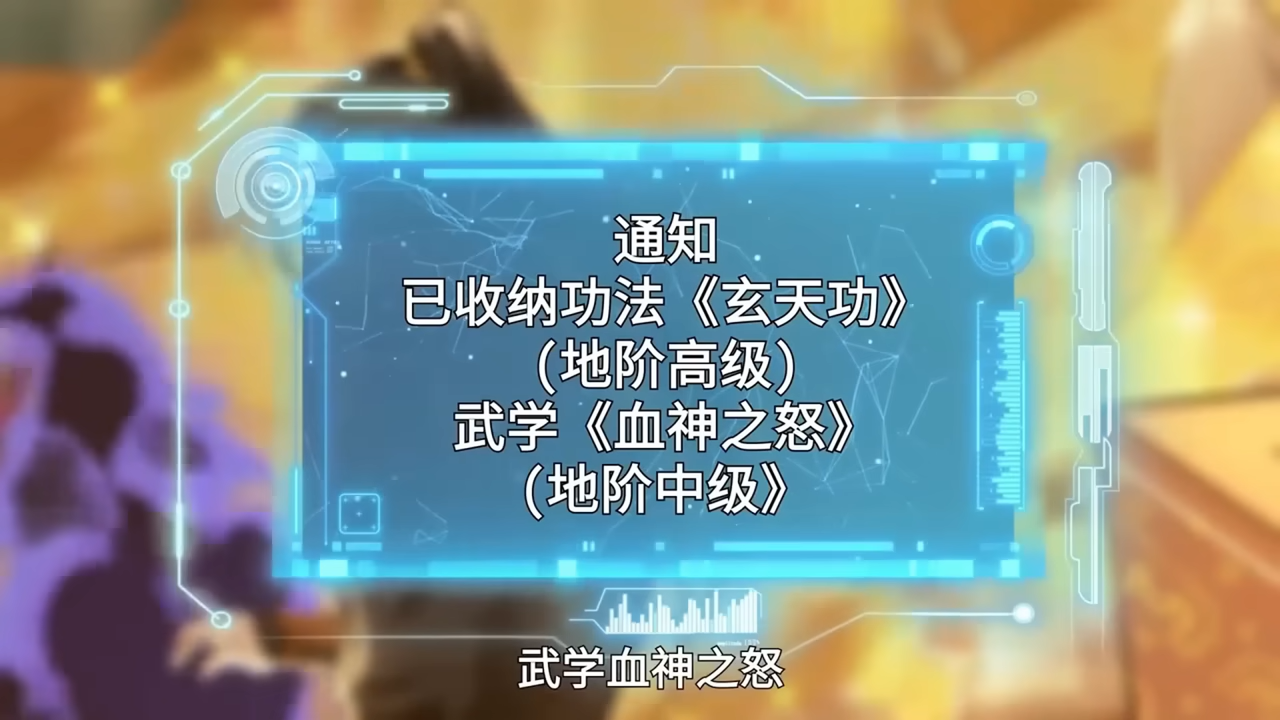 通知
已收纳功法《玄天功》
（地阶高级）
武学《血神之怒》
（地阶中级》
武学血神之怒